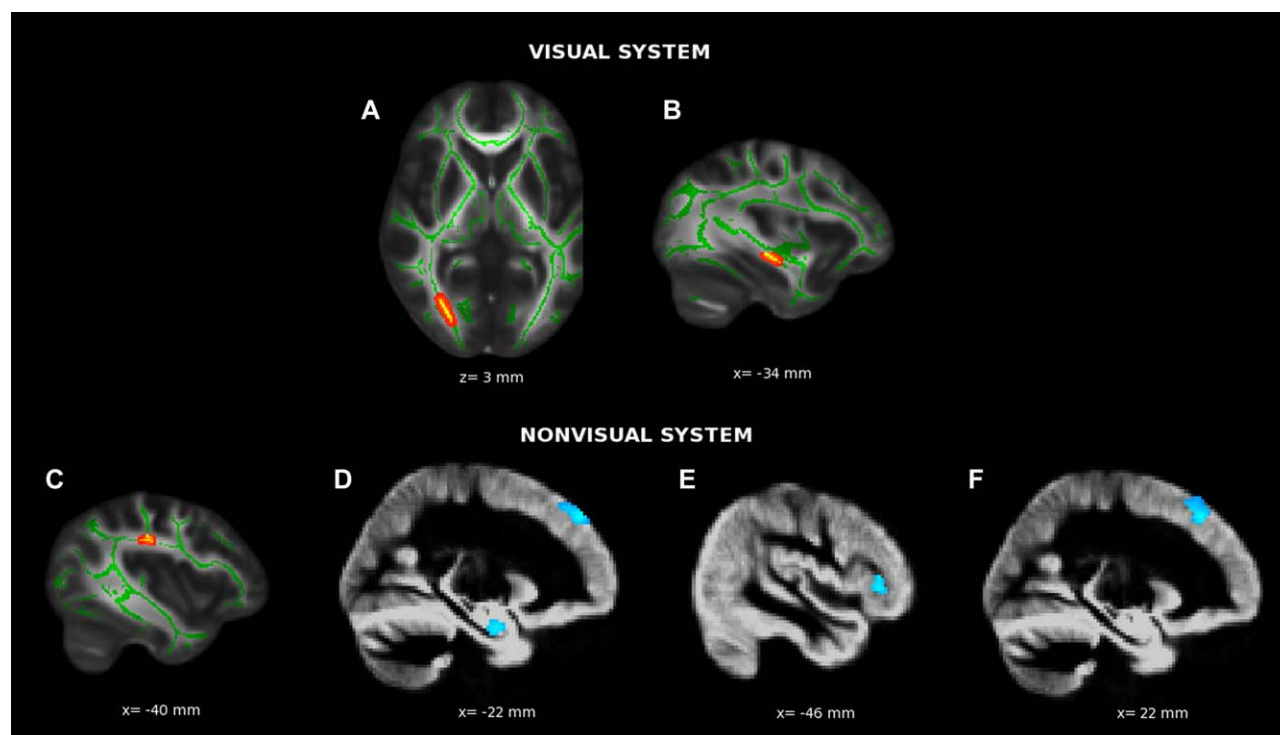 VISUAL SYSTEM
A
B
z= 3 mm
x= -34 mm
NONVISUAL SYSTEM
C
D
E
F
x= -40 mm
x= -22 mm
x= -46 mm
x= 22 mm